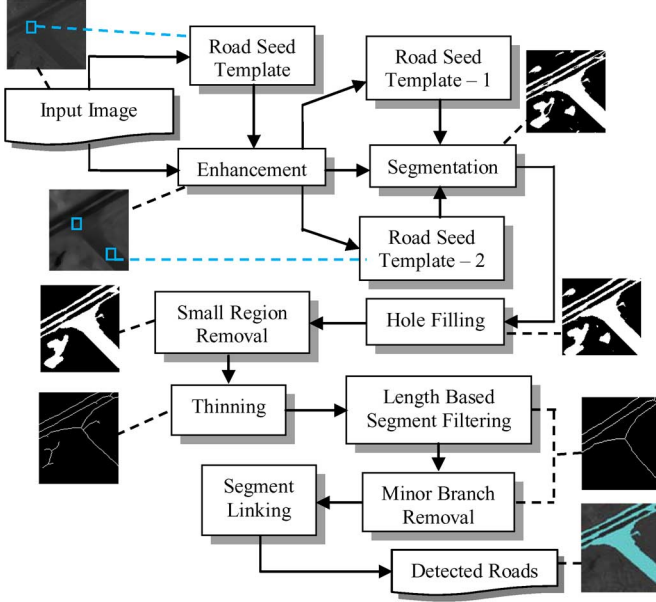 Road Seed
Template
Road Seed
Template – 1
Input Image
Enhancement
Segmentation
Road Seed
Template – 2
Small Region
Removal
Hole Filling
Thinning
Length Based
Segment Filtering
Segment
Linking
Minor Branch
Removal
Detected Roads